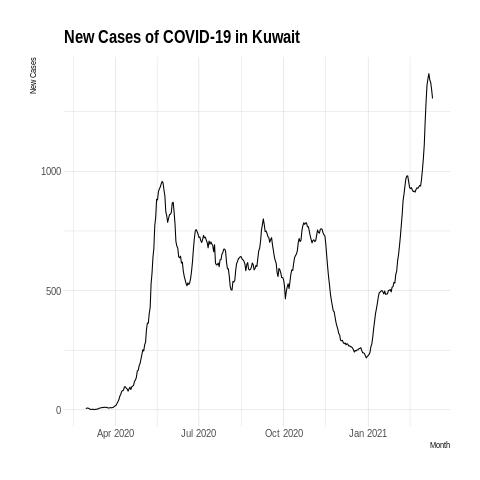 New Cases of COVID-19 in Kuwait
New Cases
1000
500
0
Apr 2020
Jul 2020
Oct 2020
Jan 2021
Month